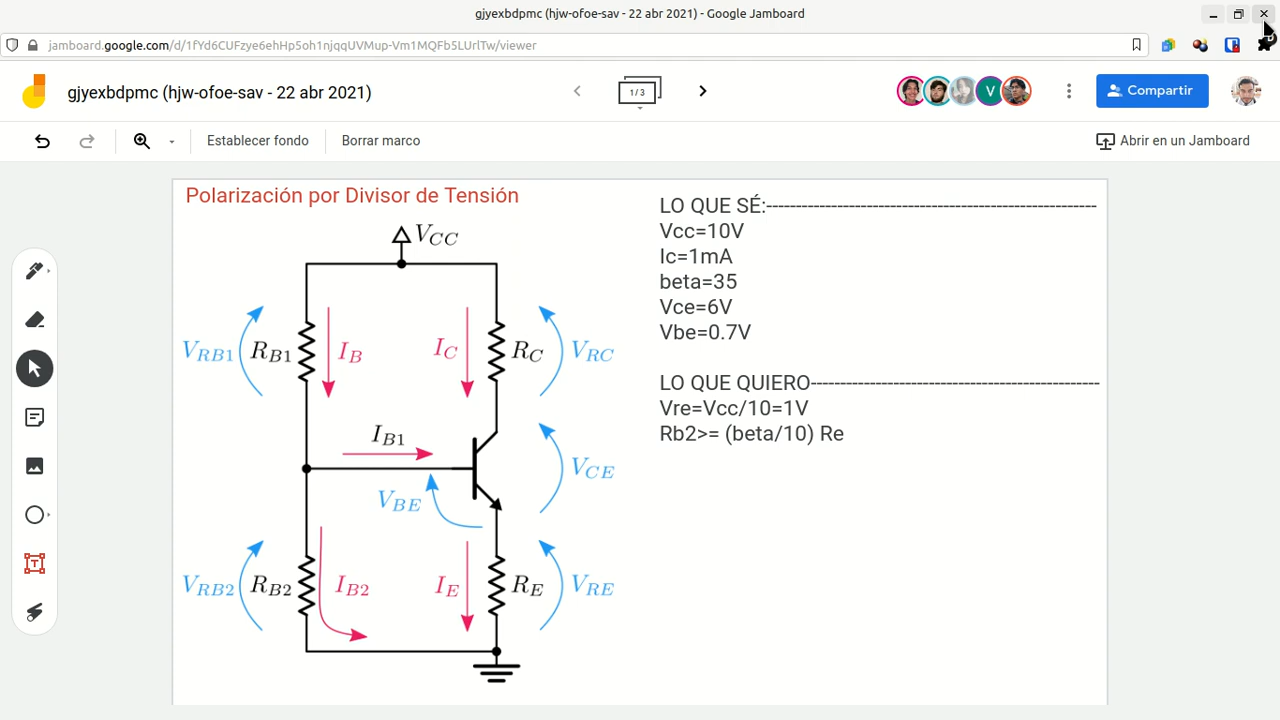 gjyexbdpmc (hjw-ofoe-sav - 22 abr 2021) - Google Jamboard
jamboard.google.com/d/1fYd6CUFzye6ehHp5oh1njqqUVMup-Vm1MQFb5LUrlTw/viewer
gjyexbdpmc (hjw-ofoe-sav - 22 abr 2021)
1/3
V
Compartir
Establecer fondo
Borrar marco
Abrir en un Jamboard
Polarización por Divisor de Tensión
VCC
VRB1
RB1
IB
IC
RC
VRC
IB1
VBE
VCE
VRB2
RB2
IB2
IE
RE
VRE
LO QUE SÉ:-------------------------------------------------------
Vcc=10V
Ic=1mA
beta=35
Vce=6V
Vbe=0.7V
LO QUE QUIERO------------------------------------------------
Vre=Vcc/10=1V
Rb2>= (beta/10) Re
T